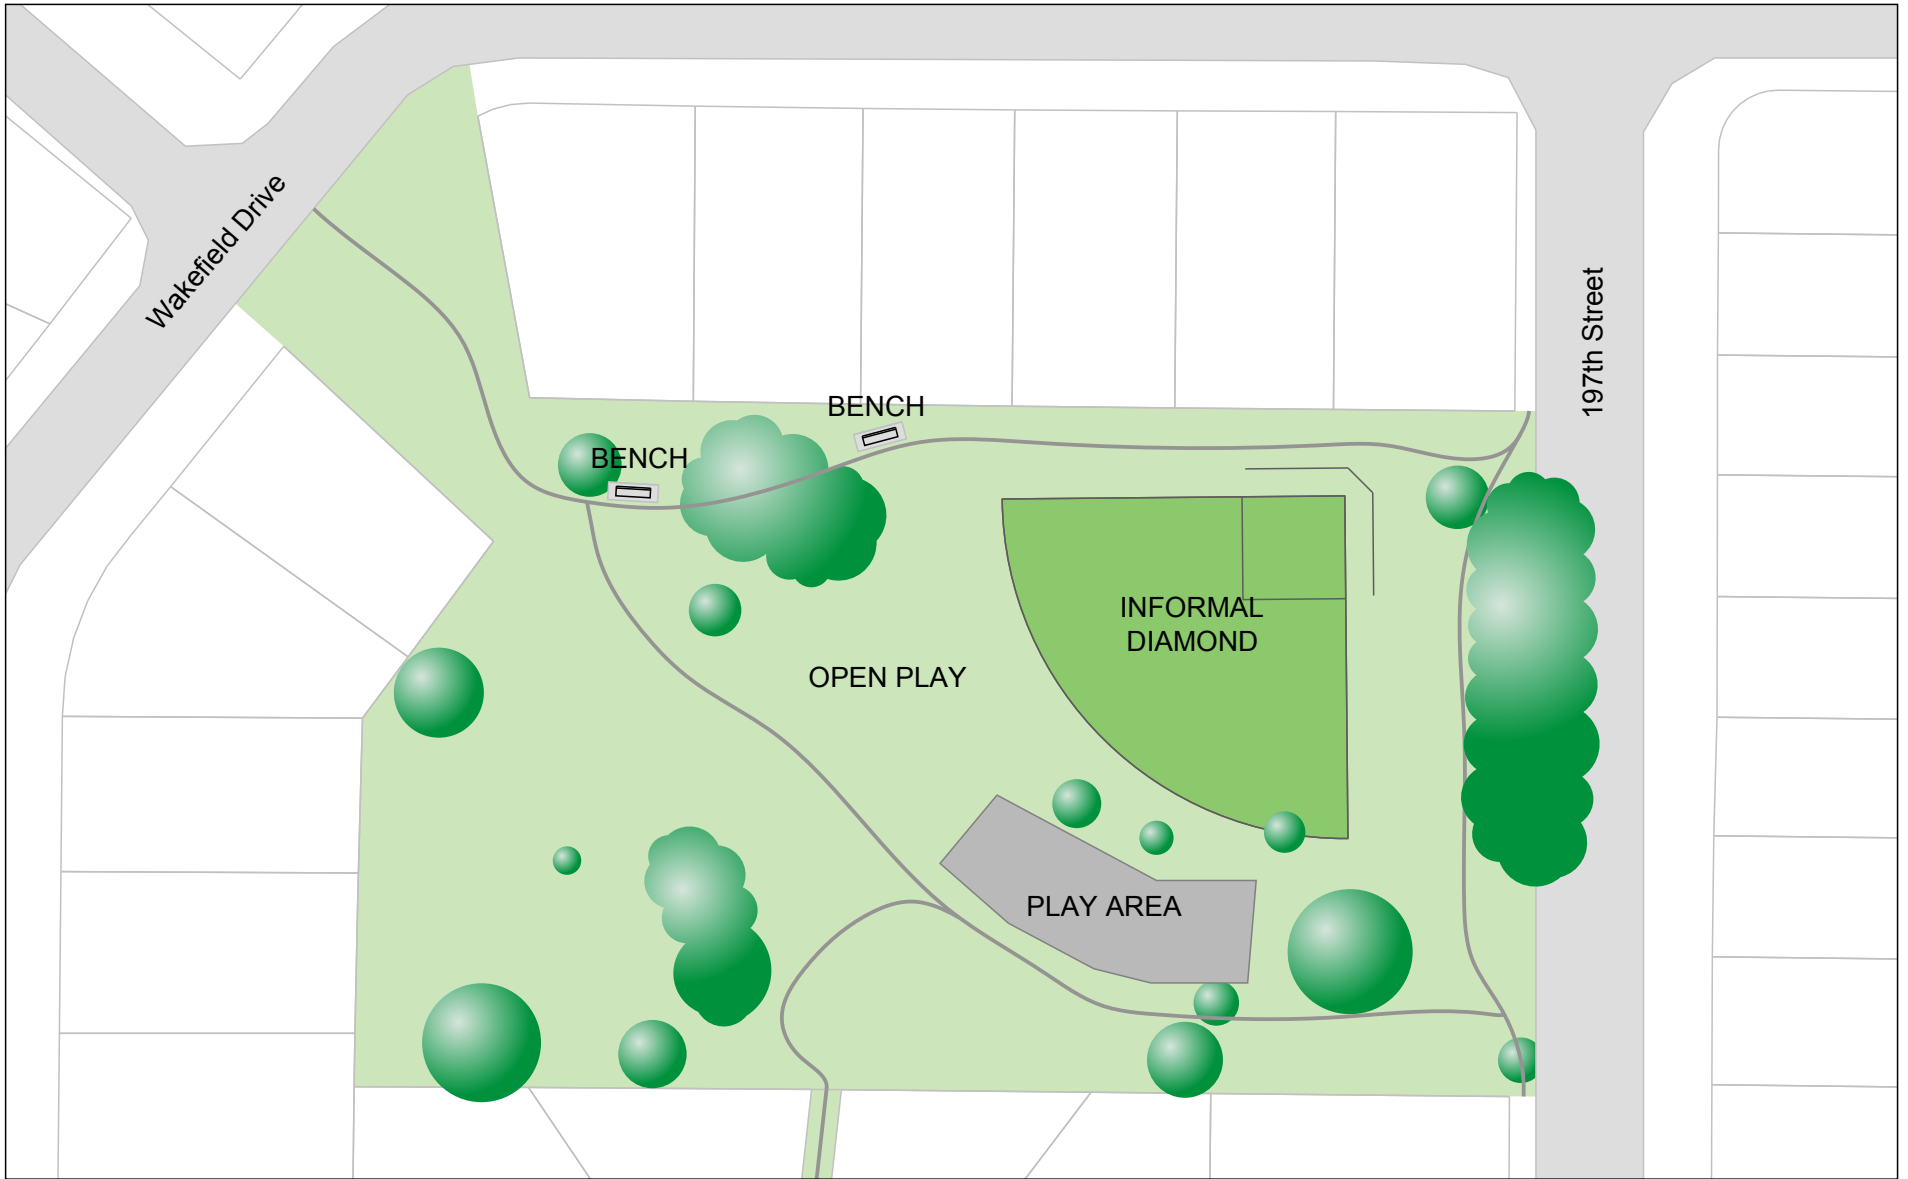 Wakefield Drive
197th Street
BENCH
BENCH
INFORMAL
DIAMOND
OPEN PLAY
PLAY AREA